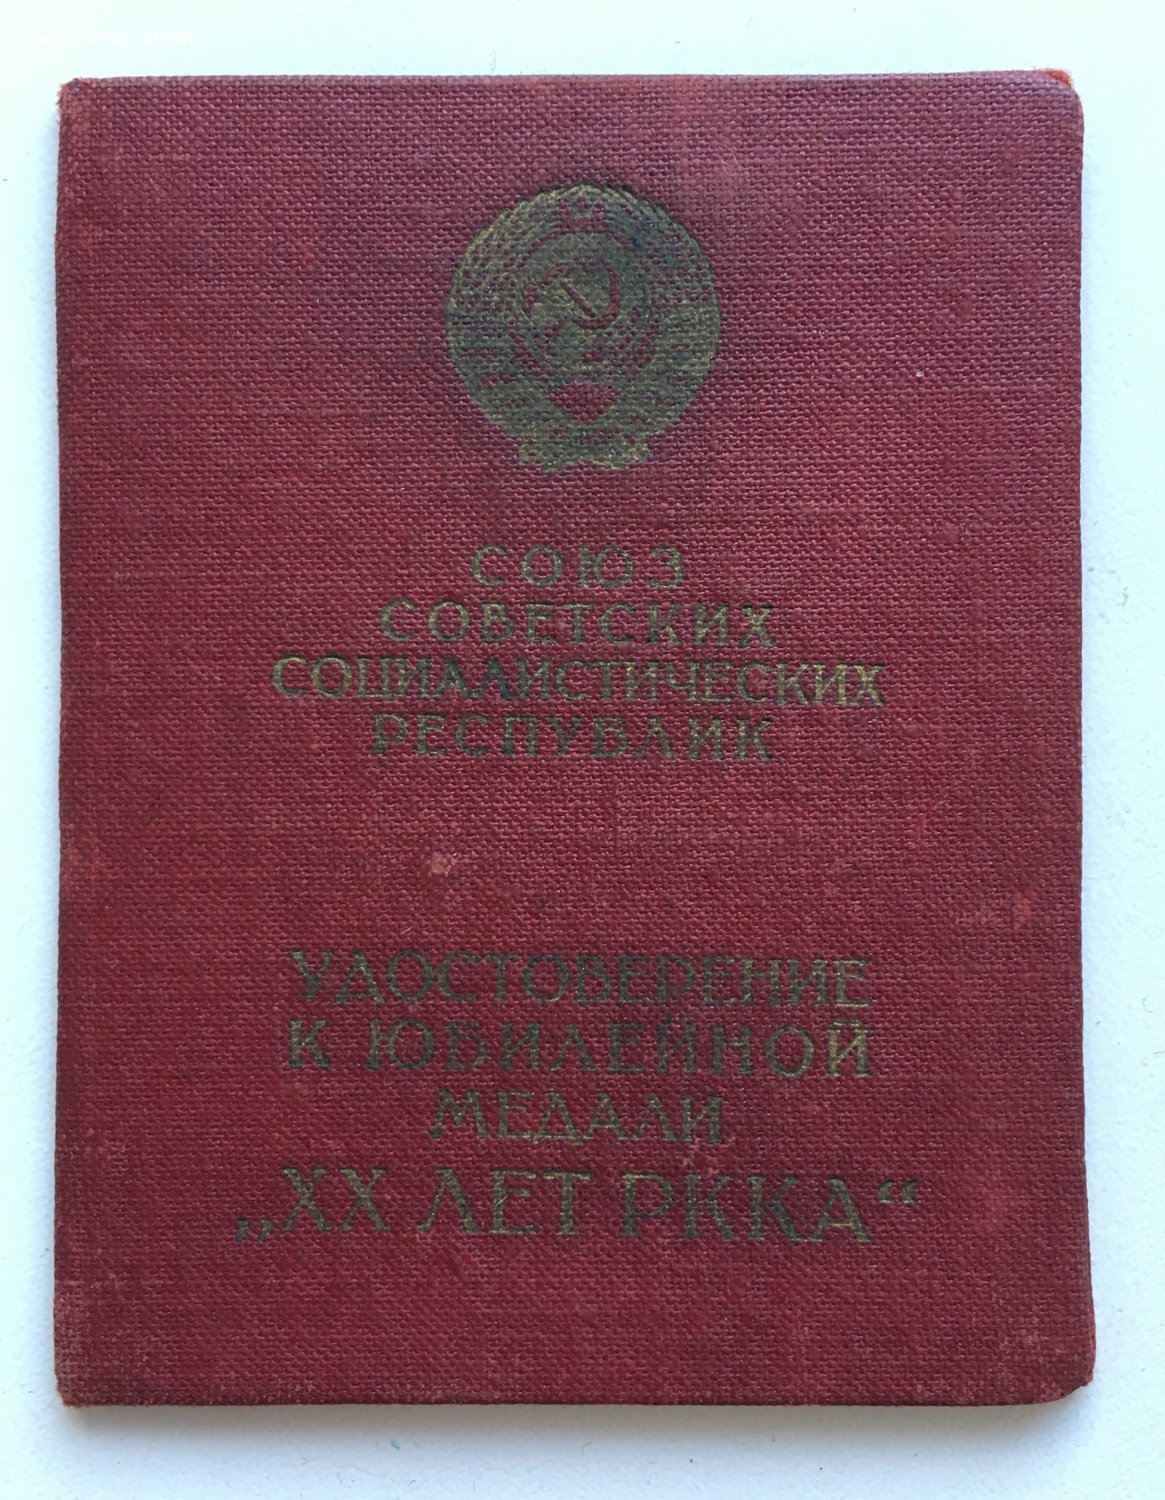 СОЮЗ
СОВЕТСКИХ
СОЦИАЛИСТИЧЕСКИХ
РЕСПУБЛИК
УДОСТОВЕРЕНИЕ
К ЮБИЛЕЙНОЙ
МЕДАЛИ
„XX ЛЕТ РККА“